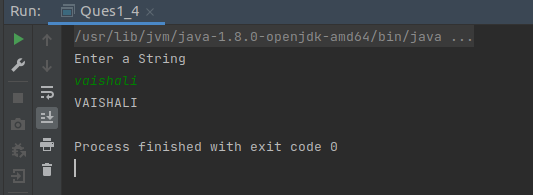 Run: Ques1_4 ×
/usr/lib/jvm/java-1.8.0-openjdk-amd64/bin/java ...
Enter a String
vaishali
VAISHALI
Process finished with exit code 0